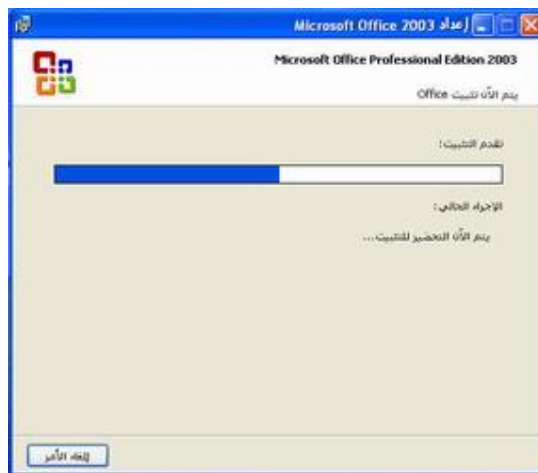 إعداد Microsoft Office 2003
Microsoft Office Professional Edition 2003
يتم الآن تثبيت Office
تقدم التثبيت:
الإجراء الحالي:
يتم الآن التحضير للتثبيت...
إلغاء الأمر